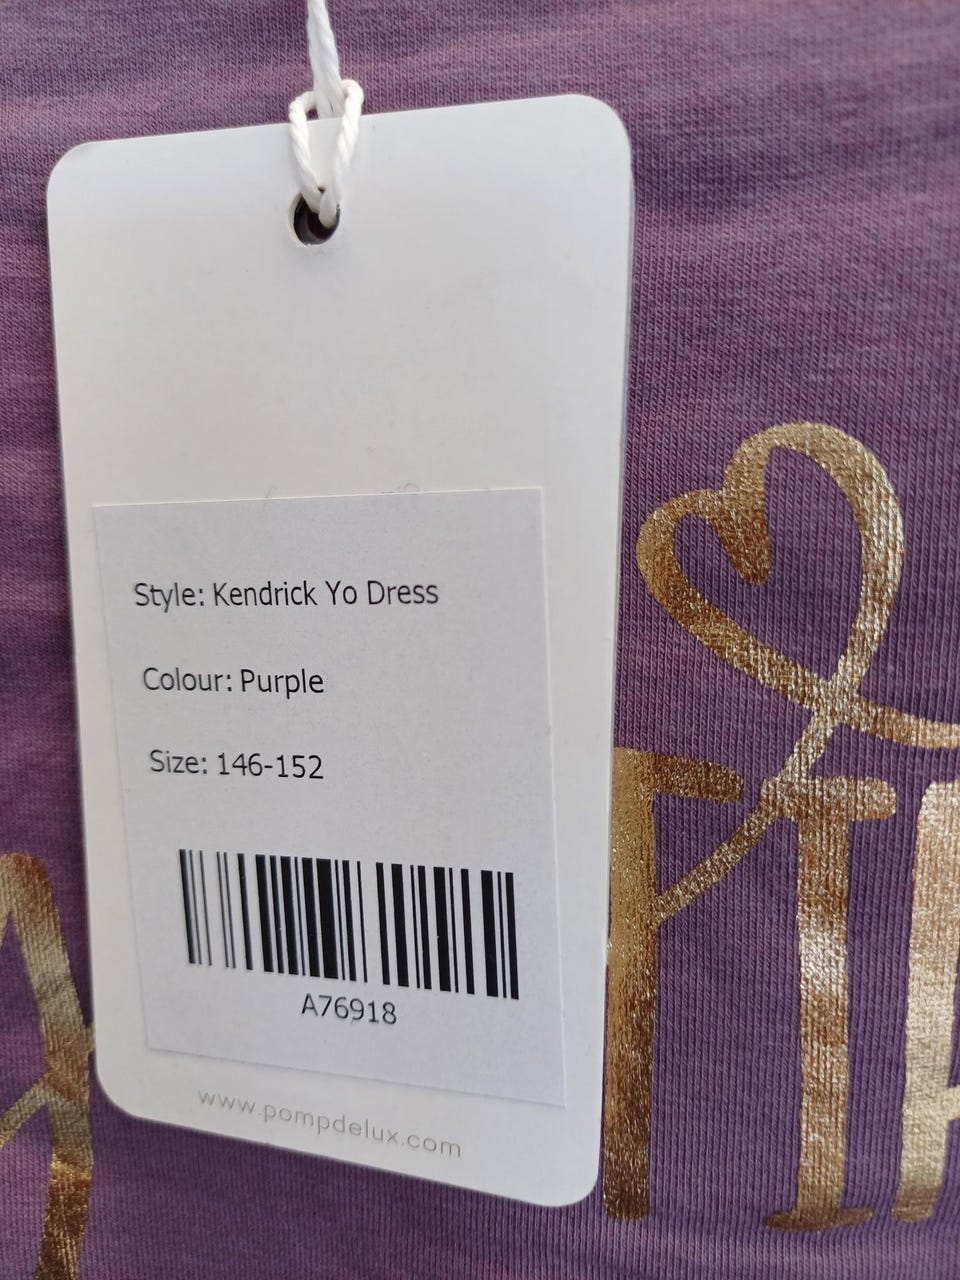 Style: Kendrick Yo Dress
Colour: Purple
Size: 146-152
A76918
www.pompdelux.com